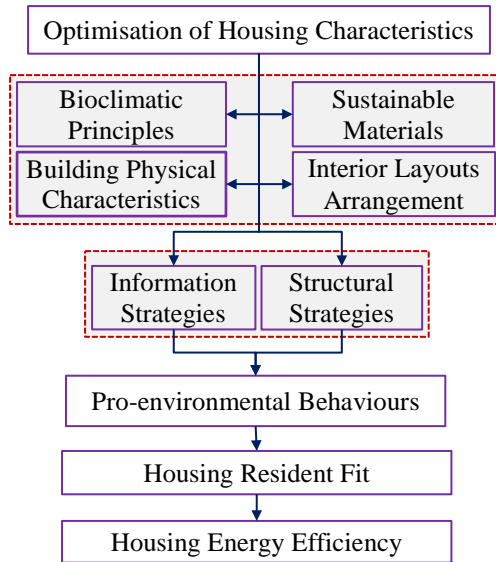 Optimisation of Housing Characteristics
Bioclimatic
Principles
Sustainable
Materials
Building Physical
Characteristics
Interior Layouts
Arrangement
Information
Strategies
Structural
Strategies
Pro-environmental Behaviours
Housing Resident Fit
Housing Energy Efficiency